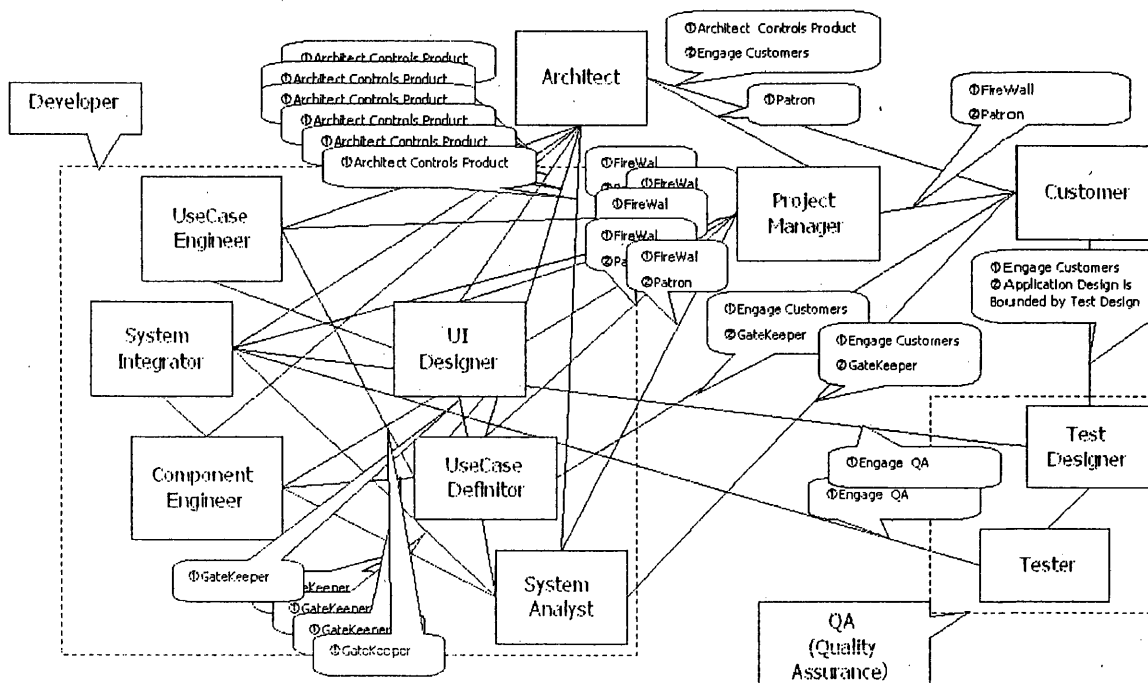 ①Architect Controls Product
①Architect Controls Product
①Architect Controls Product
①Architect Controls Product
①Architect Controls Product
①Architect Controls Product
Developer
Architect
①Architect Controls Product
②Engage Customers
①Patron
①FireWall
②Patron
①FireWal
①FireWal
①FireWal
①FireWal
①FireWal
②Patron
UseCase
Engineer
Project
Manager
Customer
①Engage Customers
②Application Design is
Bounded by Test Design
System
Integrator
UI
Designer
①Engage Customers
②GateKeeper
①Engage Customers
②GateKeeper
Component
Engineer
UseCase
Definitor
Test
Designer
①Engage QA
①Engage QA
System
Analyst
Tester
①GateKeeper
①GateKeeper
①GateKeeper
①GateKeeper
QA
(Quality
Assurance)